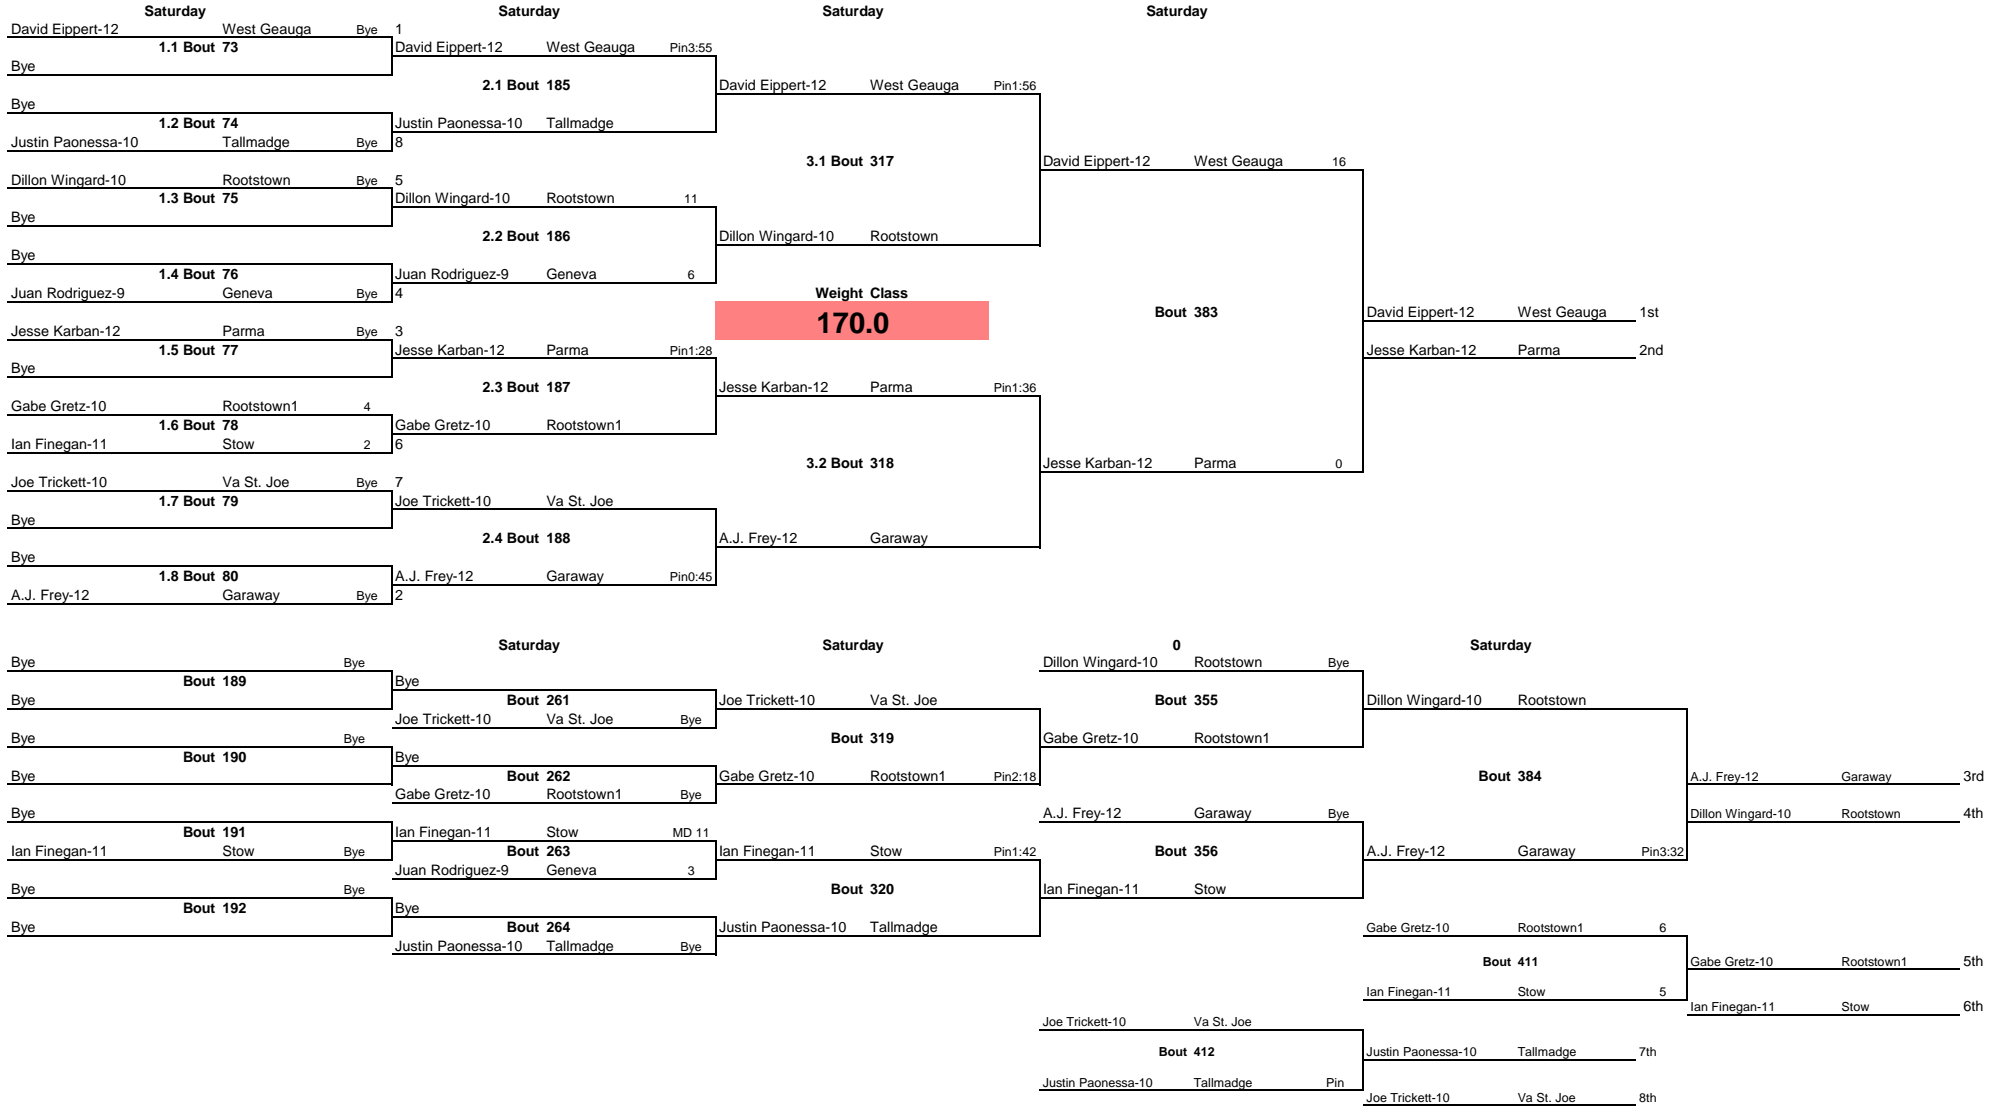 Saturday Saturday Saturday Saturday
David Eippert-12 West Geauga Bye 1
1.1 Bout 73 David Eippert-12 West Geauga Pin3:55
Bye
2.1 Bout 185 David Eippert-12 West Geauga Pin1:56
Bye
1.2 Bout 74 Justin Paonessa-10 Tallmadge
Justin Paonessa-10 Tallmadge Bye 8
3.1 Bout 317 David Eippert-12 West Geauga 16
Dillon Wingard-10 Rootstown Bye 5
1.3 Bout 75 Dillon Wingard-10 Rootstown 11
Bye
2.2 Bout 186 Dillon Wingard-10 Rootstown
Bye
1.4 Bout 76 Juan Rodriguez-9 Geneva 6
Juan Rodriguez-9 Geneva Bye 4 Weight Class
Bout 383 David Eippert-12 West Geauga 1st
170.0
Jesse Karban-12 Parma Bye 3
1.5 Bout 77 Jesse Karban-12 Parma Pin1:28 Jesse Karban-12 Parma 2nd
Bye
2.3 Bout 187 Jesse Karban-12 Parma Pin1:36
Gabe Gretz-10 Rootstown1 4
1.6 Bout 78 Gabe Gretz-10 Rootstown1
Ian Finegan-11 Stow 2 6
3.2 Bout 318 Jesse Karban-12 Parma 0
Joe Trickett-10 Va St. Joe Bye 7
1.7 Bout 79 Joe Trickett-10 Va St. Joe
Bye
2.4 Bout 188 A.J. Frey-12 Garaway
Bye
1.8 Bout 80 A.J. Frey-12 Garaway Pin0:45
A.J. Frey-12 Garaway Bye 2
Saturday Saturday 0 Saturday
Bye Bye Dillon Wingard-10 Rootstown Bye
Bout 189 Bye
Bye Bout 261 Joe Trickett-10 Va St. Joe Bout 355 Dillon Wingard-10 Rootstown
Joe Trickett-10 Va St. Joe Bye
Bye Bye Bout 319 Gabe Gretz-10 Rootstown1
Bout 190 Bye
Bye Bout 262 Gabe Gretz-10 Rootstown1 Pin2:18 Bout 384 A.J. Frey-12 Garaway 3rd
Gabe Gretz-10 Rootstown1 Bye
Bye A.J. Frey-12 Garaway Bye Dillon Wingard-10 Rootstown 4th
Bout 191 Ian Finegan-11 Stow MD 11
Ian Finegan-11 Stow Bye Bout 263 Ian Finegan-11 Stow Pin1:42 Bout 356 A.J. Frey-12 Garaway Pin3:32
Juan Rodriguez-9 Geneva 3
Bye Bye Bout 320 Ian Finegan-11 Stow
Bout 192 Bye
Bye Bout 264 Justin Paonessa-10 Tallmadge Gabe Gretz-10 Rootstown1 6
Justin Paonessa-10 Tallmadge Bye
Bout 411 Gabe Gretz-10 Rootstown1 5th
Ian Finegan-11 Stow 5
Ian Finegan-11 Stow 6th
Joe Trickett-10 Va St. Joe
Bout 412 Justin Paonessa-10 Tallmadge 7th
Justin Paonessa-10 Tallmadge Pin
Joe Trickett-10 Va St. Joe 8th